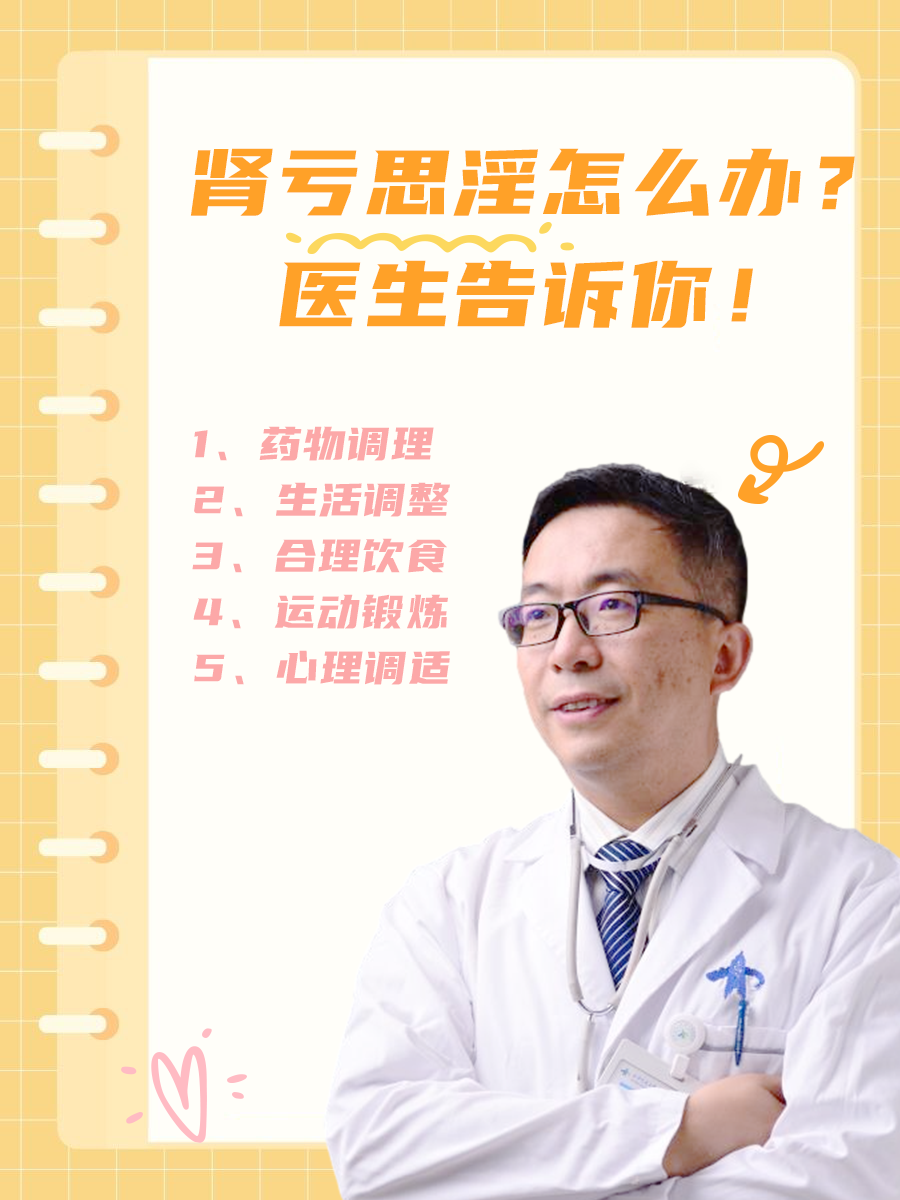 肾亏思淫怎么办？
医生告诉你！
1、药物调理
2、生活调整
3、合理饮食
4、运动锻炼
5、心理调适